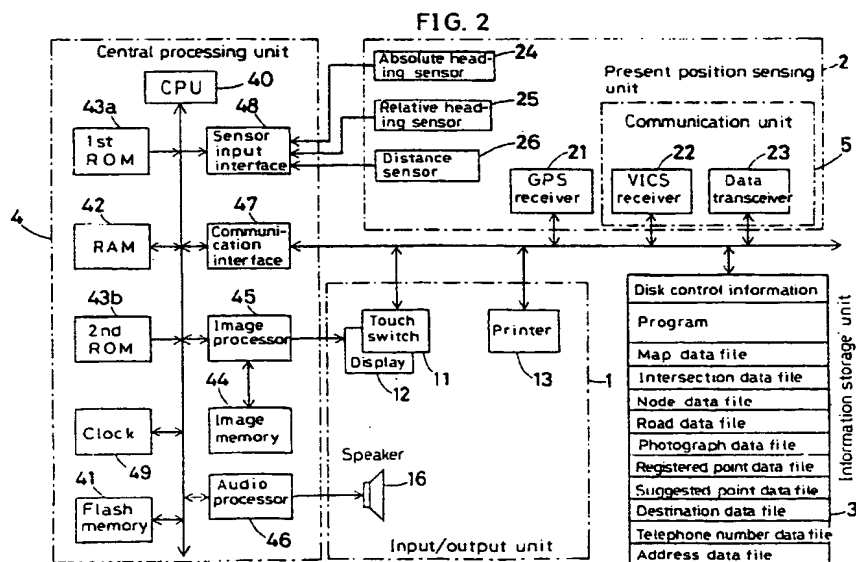 FIG. 2
Central processing unit
CPU
40
43a
1st
ROM
48
Sensor
input
interface
42
RAM
47
Communi-
cation
interface
4
43b
2nd
ROM
45
Image
processor
44
Image
memory
Clock
49
41
Flash
memory
Audio
processor
46
24
Absolute head-
ing sensor
25
Relative head-
ing sensor
26
Distance
sensor
Present position sensing
unit
2
Communication unit
5
21
GPS
receiver
22
VICS
receiver
23
Data
transceiver
Touch
switch
Display
12
11
Printer
13
1
Speaker
16
Input/output unit
Disk control information
Program
Map data file
Intersection data file
Node data file
Road data file
Photograph data file
Registered point data file
Suggested point data file
Destination data file
Telephone number data file
Address data file
Information storage unit
3